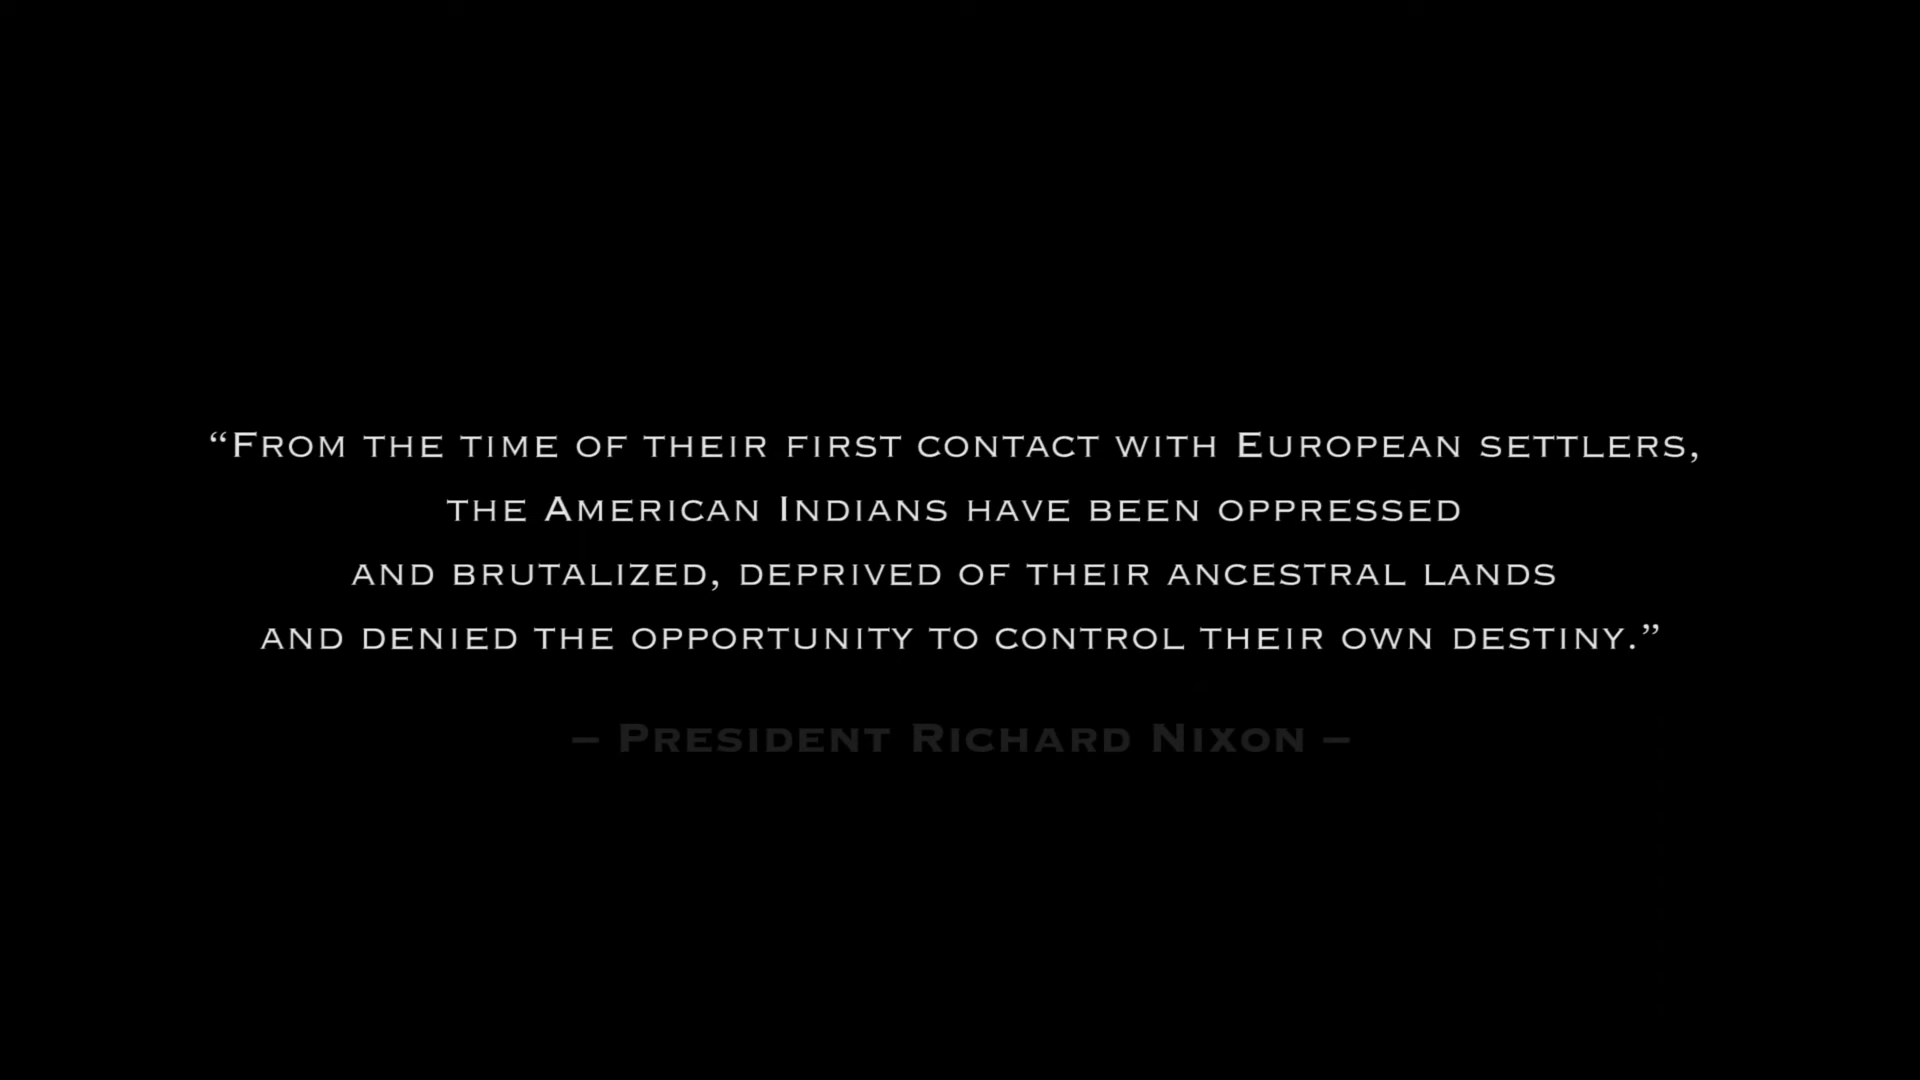 “From the time of their first contact with European settlers,
the American Indians have been oppressed
and brutalized, deprived of their ancestral lands
and denied the opportunity to control their own destiny.”
– President Richard Nixon –